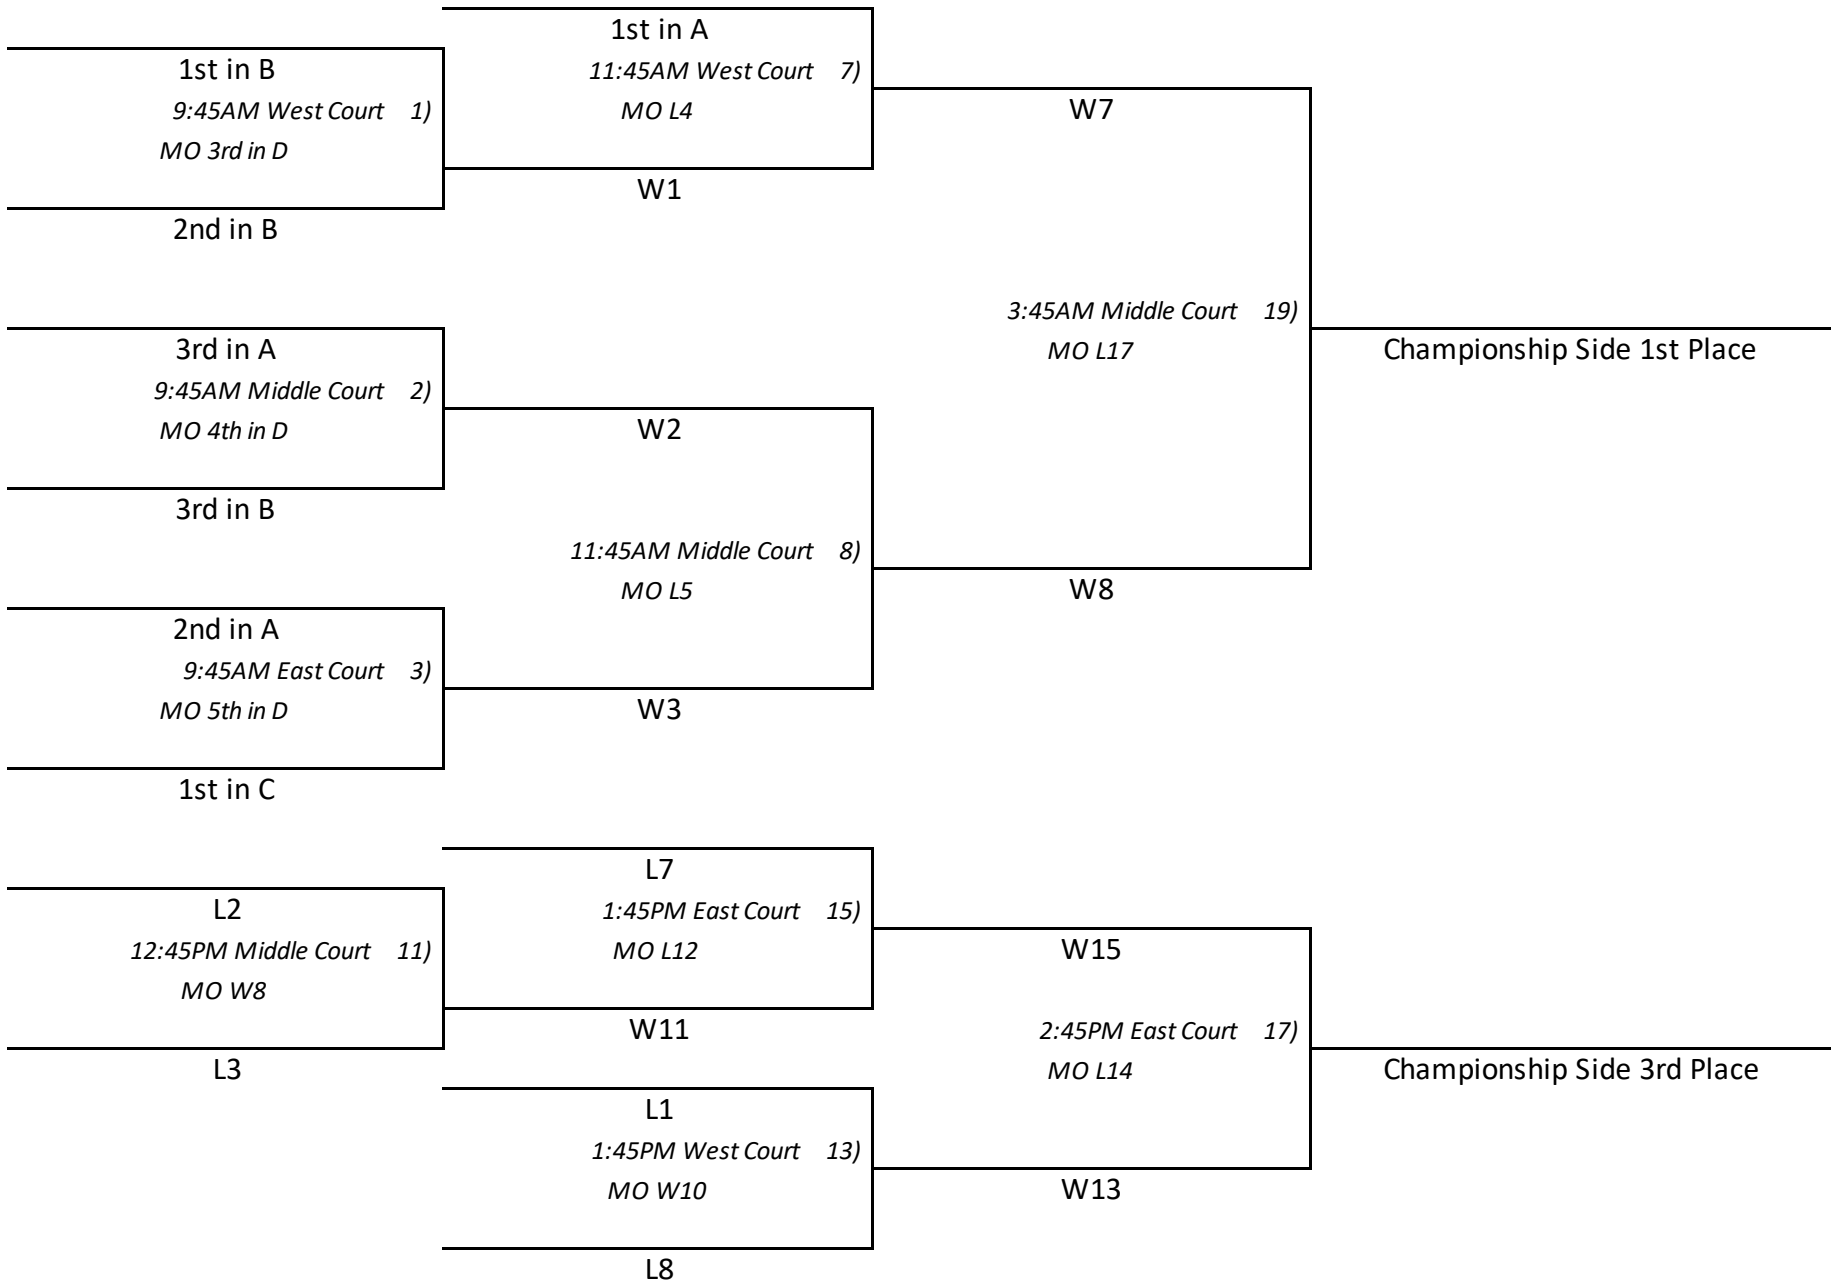 1st in A
1st in B
11:45AM West Court 7)
9:45AM West Court 1)
MO L4
W7
MO 3rd in D
W1
2nd in B
3:45AM Middle Court 19)
3rd in A
MO L17
Championship Side 1st Place
9:45AM Middle Court 2)
MO 4th in D
W2
3rd in B
11:45AM Middle Court 8)
MO L5
W8
2nd in A
9:45AM East Court 3)
MO 5th in D
W3
1st in C
L7
L2
1:45PM East Court 15)
12:45PM Middle Court 11)
MO L12
W15
MO W8
W11
2:45PM East Court 17)
L3
MO L14
Championship Side 3rd Place
L1
1:45PM West Court 13)
MO W10
W13
L8